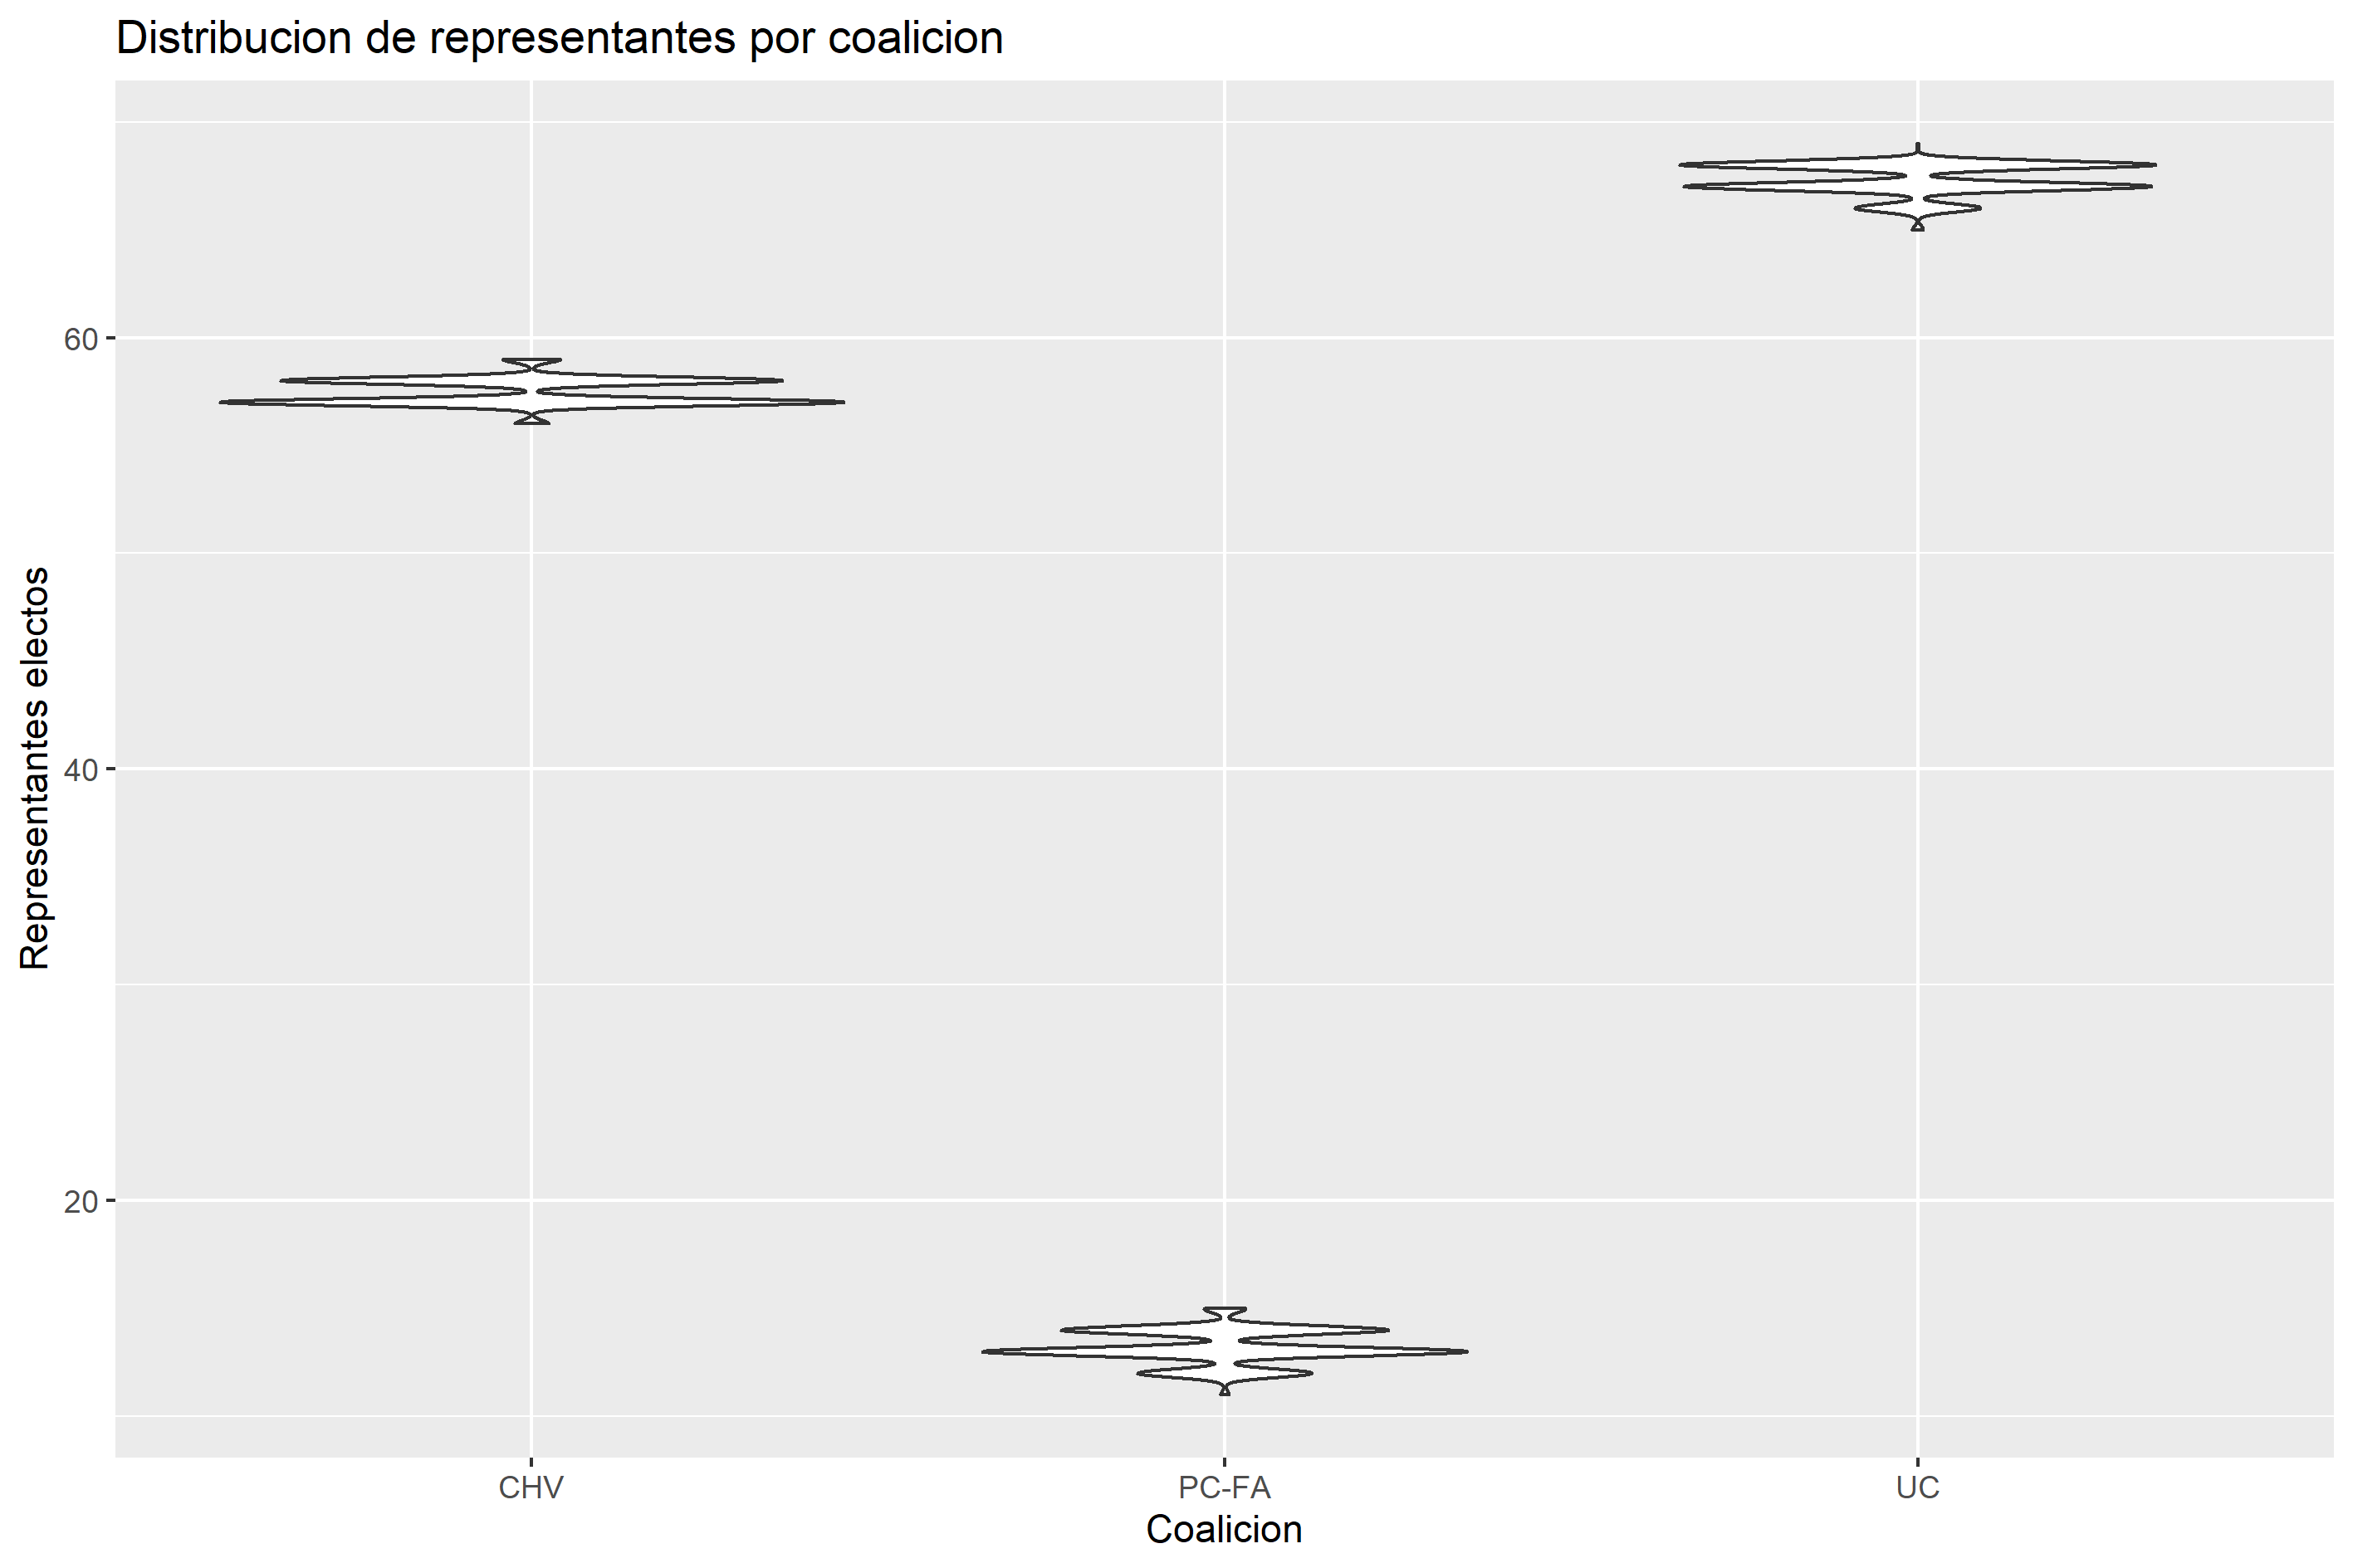 Distribucion de representantes por coalicion
Representantes electos
60
40
20
CHV
PC-FA
UC
Coalicion